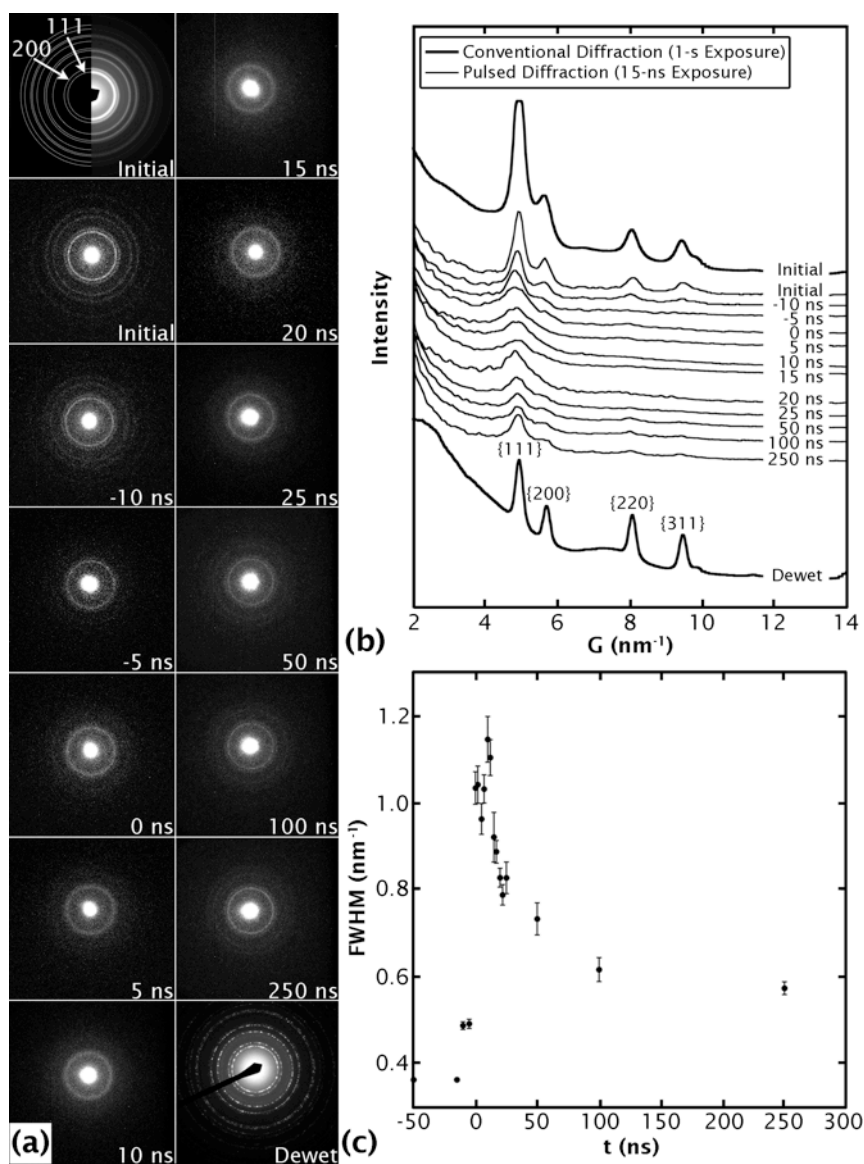 111
200
Initial
15 ns
Initial
20 ns
-10 ns
25 ns
-5 ns
50 ns
0 ns
100 ns
5 ns
250 ns
(a)
10 ns
Dewet
Conventional Diffraction (1-s Exposure)
Pulsed Diffraction (15-ns Exposure)
Intensity
Initial
Initial
-10 ns
-5 ns
0 ns
5 ns
10 ns
15 ns
20 ns
25 ns
50 ns
100 ns
250 ns
{111}
{200}
{220}
{311}
Dewet
2 4 6 8 10 12 14
(b)
G (nm⁻¹)
1.2
1.0
0.8
0.6
0.4
FWHM (nm⁻¹)
-50 0 50 100 150 200 250 300
(c)
t (ns)